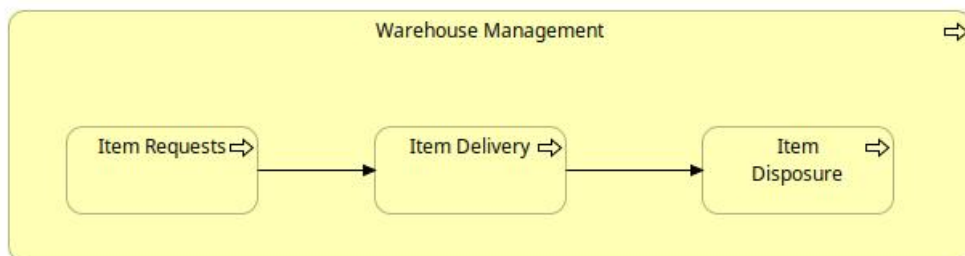 Warehouse Management
Item Requests
Item Delivery
Item
Disposure